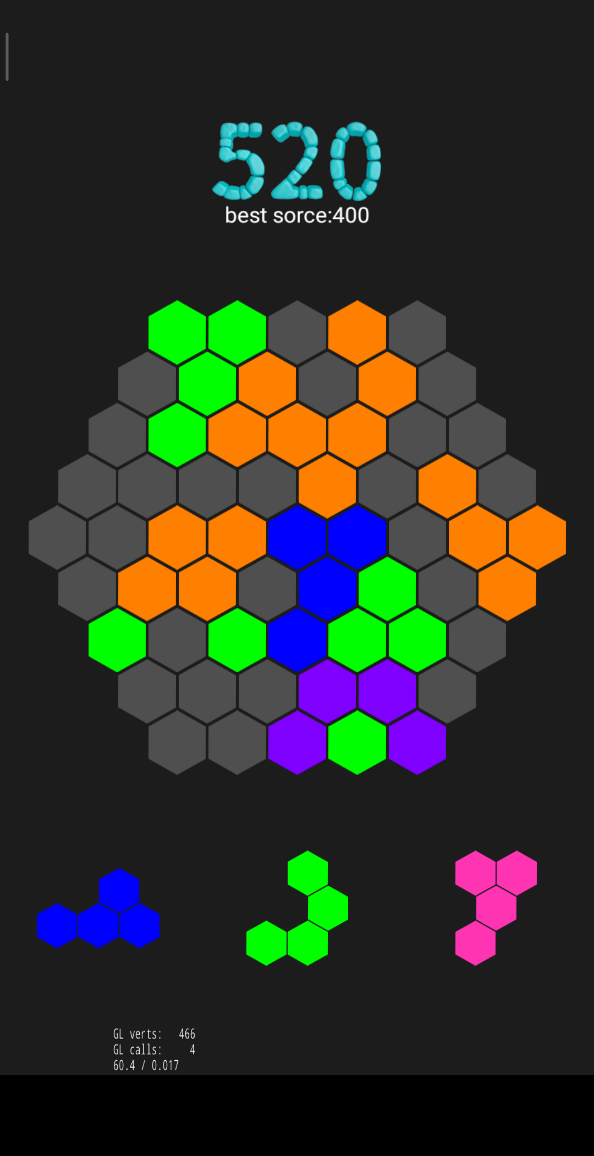 520
best sorce:400
GL verts: 466
GL calls: 4
60.4 / 0.017